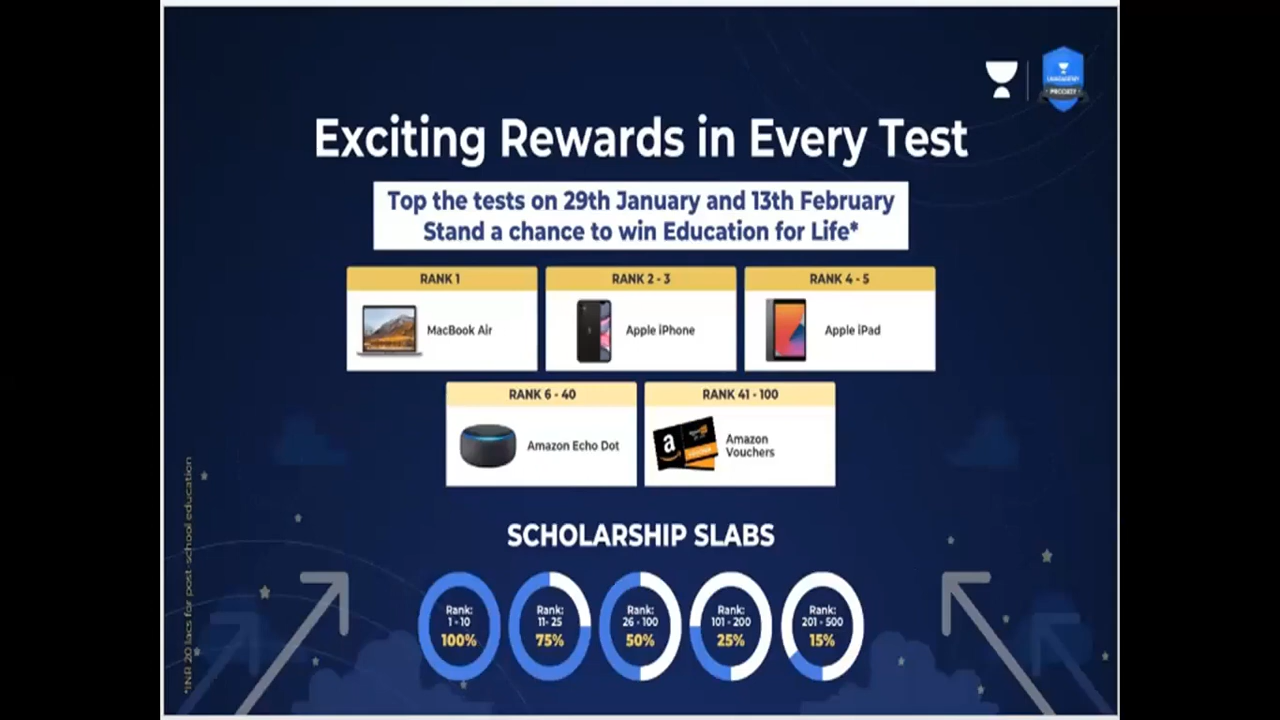 UNACADEMY
PRODIGY
Exciting Rewards in Every Test
Top the tests on 29th January and 13th February
Stand a chance to win Education for Life*
RANK 1
MacBook Air
RANK 2 - 3
Apple iPhone
RANK 4 - 5
Apple iPad
RANK 6 - 40
Amazon Echo Dot
RANK 41 - 100
a
Amazon
Vouchers
SCHOLARSHIP SLABS
Rank:
1 - 10
100%
Rank:
11- 25
75%
Rank:
26 - 100
50%
Rank:
101 - 200
25%
Rank:
201 - 500
15%
*INR 20 lacs for post-school education